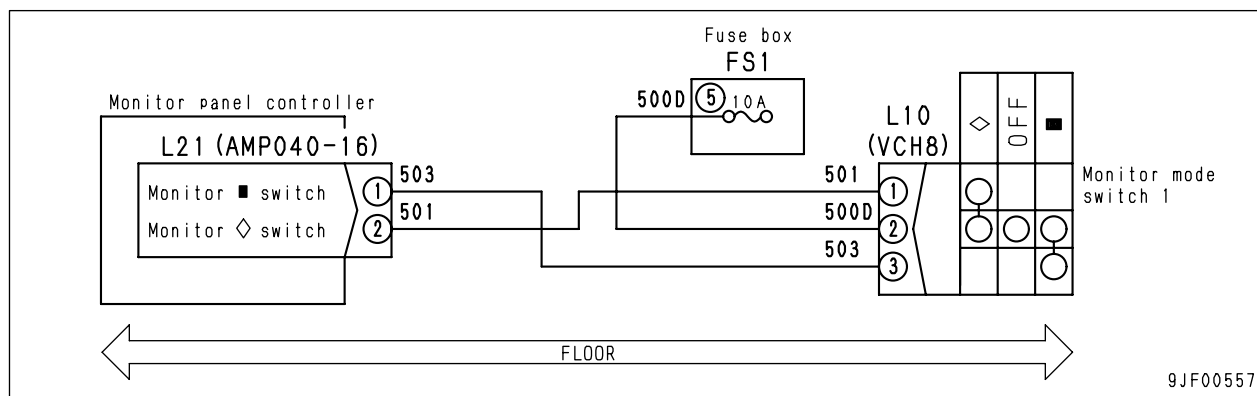 Fuse box
FS1
500D ⑤ 10A
Monitor panel controller
L21 (AMP040-16)
Monitor ■ switch ① 503
Monitor ◇ switch ② 501
L10
(VCH8)
◇ OFF ■
501 ①
500D ②
503 ③
Monitor mode
switch 1
FLOOR
9JF00557